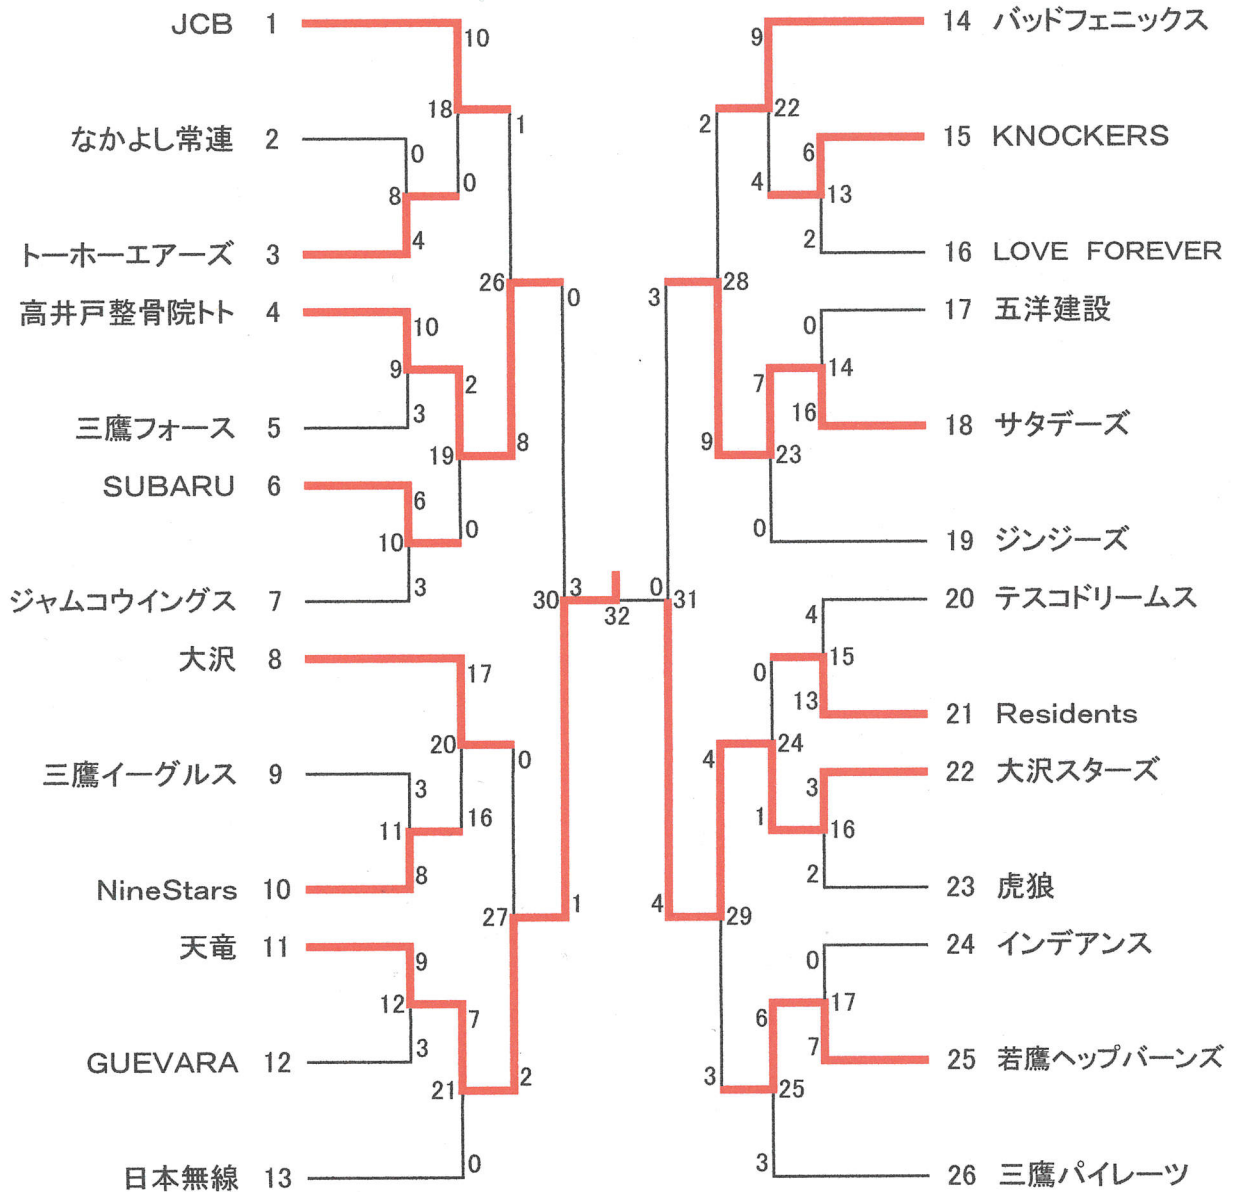 JCB 1
なかよし常連 2
トーホーエアーズ 3
高井戸整骨院トト 4
三鷹フォース 5
SUBARU 6
ジャムコウイングス 7
大沢 8
三鷹イーグルス 9
NineStars 10
天竜 11
GUEVARA 12
日本無線 13
10
18
1
0
8
0
4
26
0
10
9
2
3
19
8
6
0
10
3
30
3
17
20
0
3
16
11
8
27
1
9
12
7
3
21
2
0
32
9
22
2
6
4
13
2
3
28
0
7
14
16
9
23
0
0
31
4
0
15
13
4
24
3
1
16
2
4
29
0
6
17
7
3
25
3
14 バッドフェニックス
15 KNOCKERS
16 LOVE FOREVER
17 五洋建設
18 サタデーズ
19 ジンジーズ
20 テスコドリームス
21 Residents
22 大沢スターズ
23 虎狼
24 インデアンス
25 若鷹ヘップバーンズ
26 三鷹パイレーツ